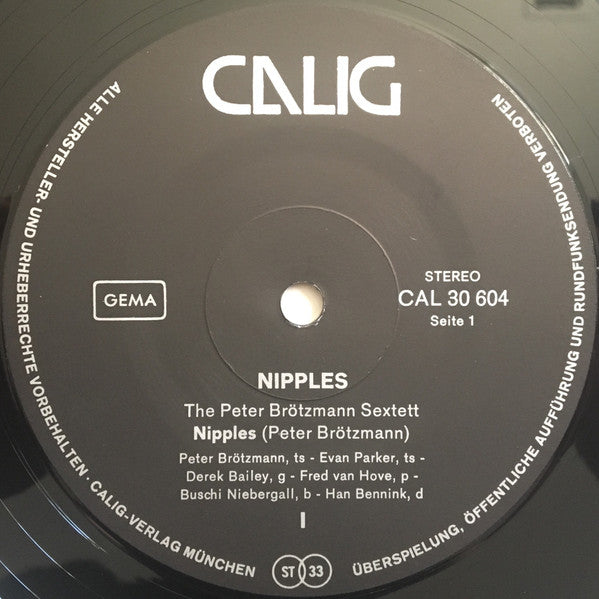 CALIG
ALLE HERSTELLER- UND URHEBERRECHTE VORBEHALTEN · CALIG-VERLAG MÜNCHEN
ÜBERSPIELUNG, ÖFFENTLICHE AUFFÜHRUNG UND RUNDFUNKSENDUNG VERBOTEN
GEMA
STEREO
CAL 30 604
Seite 1
NIPPLES
The Peter Brötzmann Sextett
Nipples (Peter Brötzmann)
Peter Brötzmann, ts - Evan Parker, ts -
Derek Bailey, g - Fred van Hove, p -
Buschi Niebergall, b - Han Bennink, d
I
ST 33